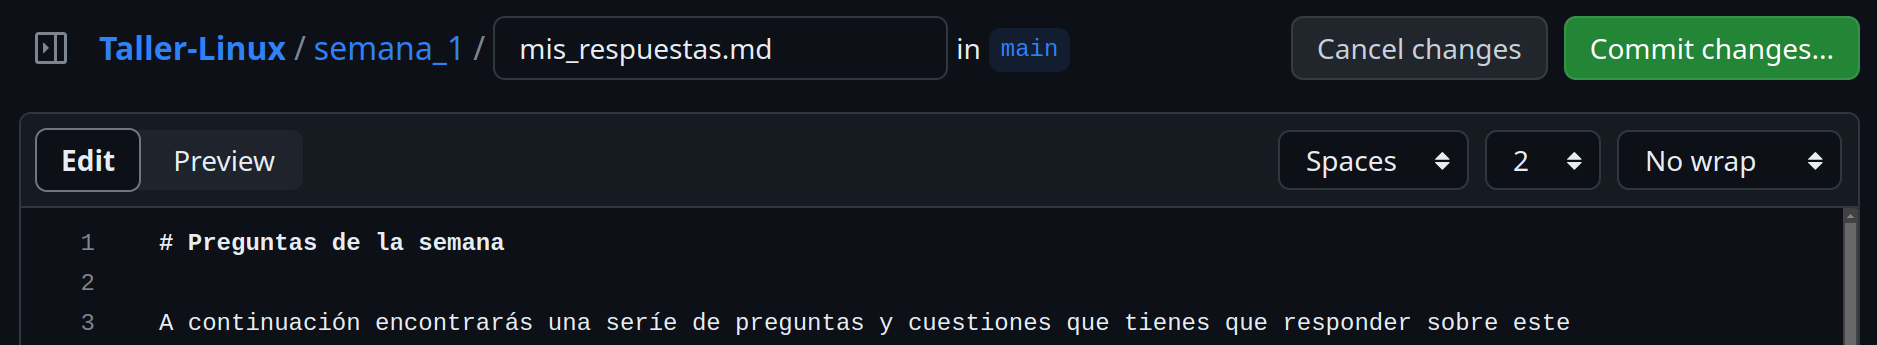 Taller-Linux / semana_1 / mis_respuestas.md in main Cancel changes Commit changes...
Edit Preview Spaces 2 No wrap
1 # Preguntas de la semana
2
3 A continuación encontrarás una seríe de preguntas y cuestiones que tienes que responder sobre este